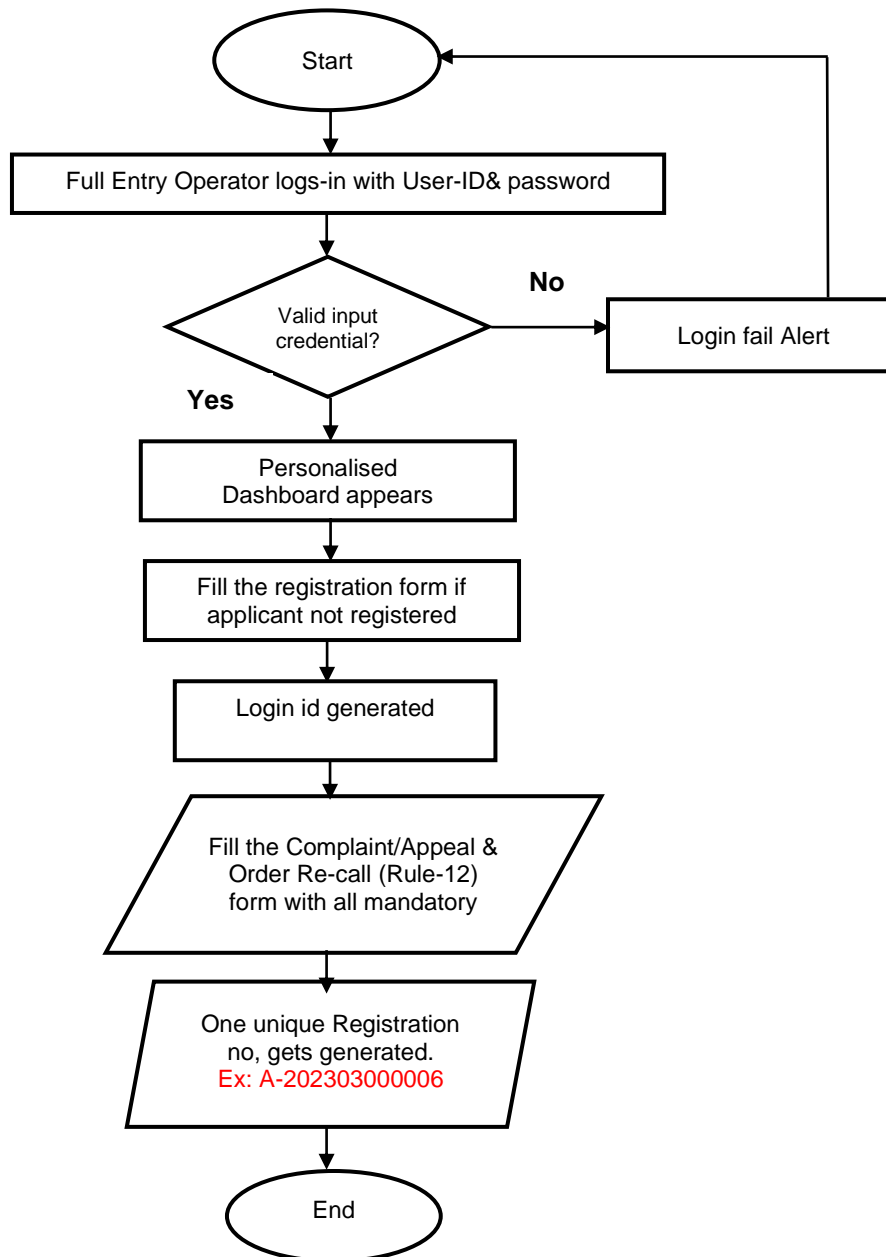 Start
Full Entry Operator logs-in with User-ID& password
Valid input
credential?
No
Login fail Alert
Yes
Personalised
Dashboard appears
Fill the registration form if
applicant not registered
Login id generated
Fill the Complaint/Appeal &
Order Re-call (Rule-12)
form with all mandatory
One unique Registration
no, gets generated.
Ex: A-202303000006
End